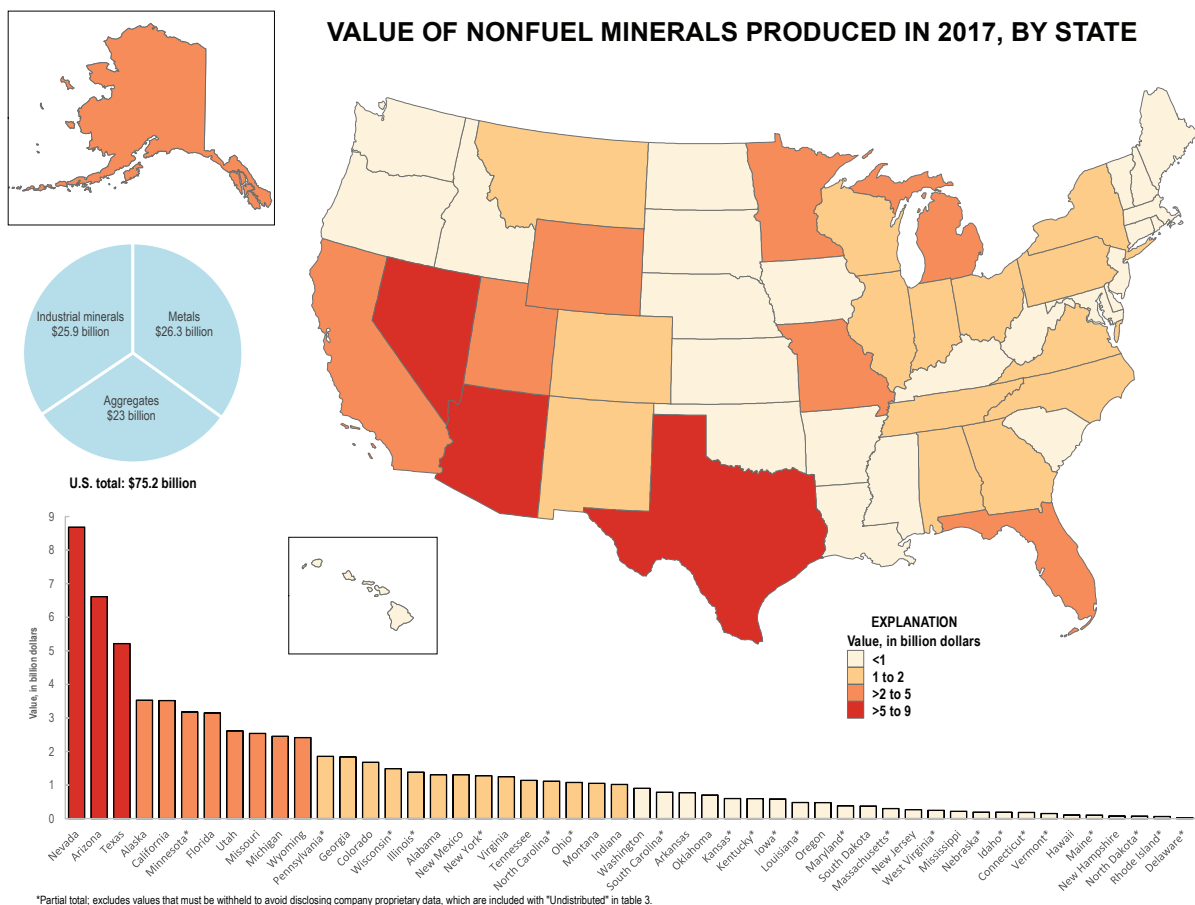 VALUE OF NONFUEL MINERALS PRODUCED IN 2017, BY STATE
Industrial minerals
$25.9 billion
Metals
$26.3 billion
Aggregates
$23 billion
U.S. total: $75.2 billion
EXPLANATION
Value, in billion dollars
<1
1 to 2
>2 to 5
>5 to 9
Value, in billion dollars
9
8
7
6
5
4
3
2
1
0
Nevada
Arizona
Texas
Alaska
California
Minnesota*
Florida
Utah
Missouri
Michigan
Wyoming
Pennsylvania*
Georgia
Colorado
Wisconsin*
Illinois*
Alabama
New Mexico
New York*
Virginia
Tennessee
North Carolina*
Ohio*
Montana
Indiana
Washington
South Carolina*
Arkansas
Oklahoma
Kansas*
Kentucky*
Iowa*
Louisiana*
Oregon
Maryland*
South Dakota
Massachusetts*
New Jersey
West Virginia*
Mississippi
Nebraska*
Idaho*
Connecticut*
Vermont*
Hawaii
Maine*
New Hampshire
North Dakota*
Rhode Island*
Delaware*
*Partial total; excludes values that must be withheld to avoid disclosing company proprietary data, which are included with "Undistributed" in table 3.